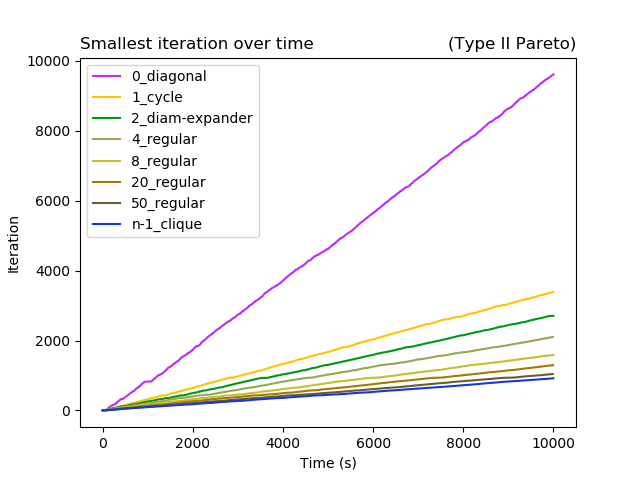 Smallest iteration over time (Type II Pareto)
10000
8000
6000
4000
2000
0
Iteration
0_diagonal
1_cycle
2_diam-expander
4_regular
8_regular
20_regular
50_regular
n-1_clique
0 2000 4000 6000 8000 10000
Time (s)